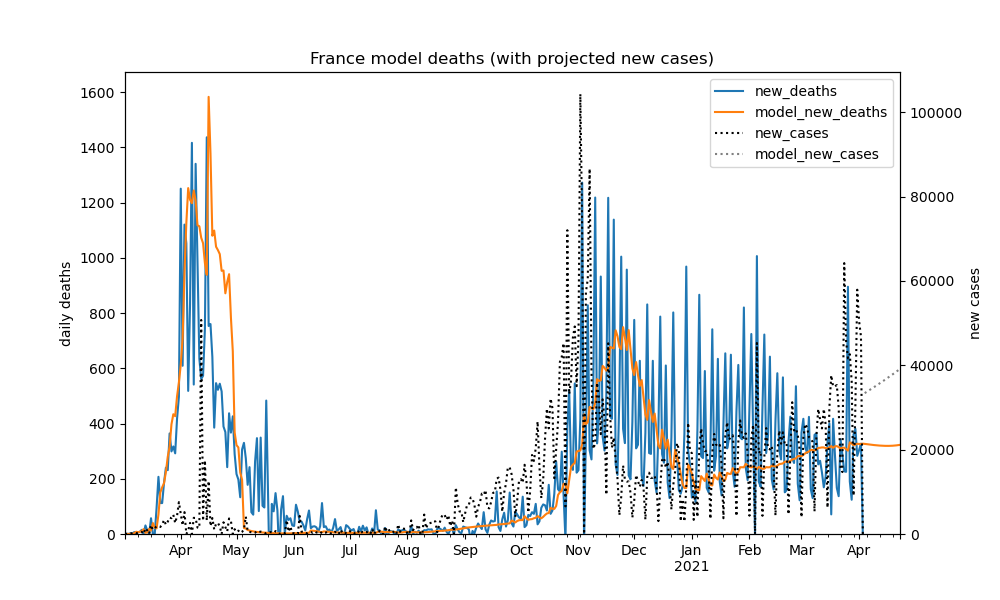 France model deaths (with projected new cases)
new_deaths
model_new_deaths
new_cases
model_new_cases
1600
1400
1200
1000
800
600
400
200
0
daily deaths
100000
80000
60000
40000
20000
0
new cases
Apr May Jun Jul Aug Sep Oct Nov Dec Jan Feb Mar Apr
2021